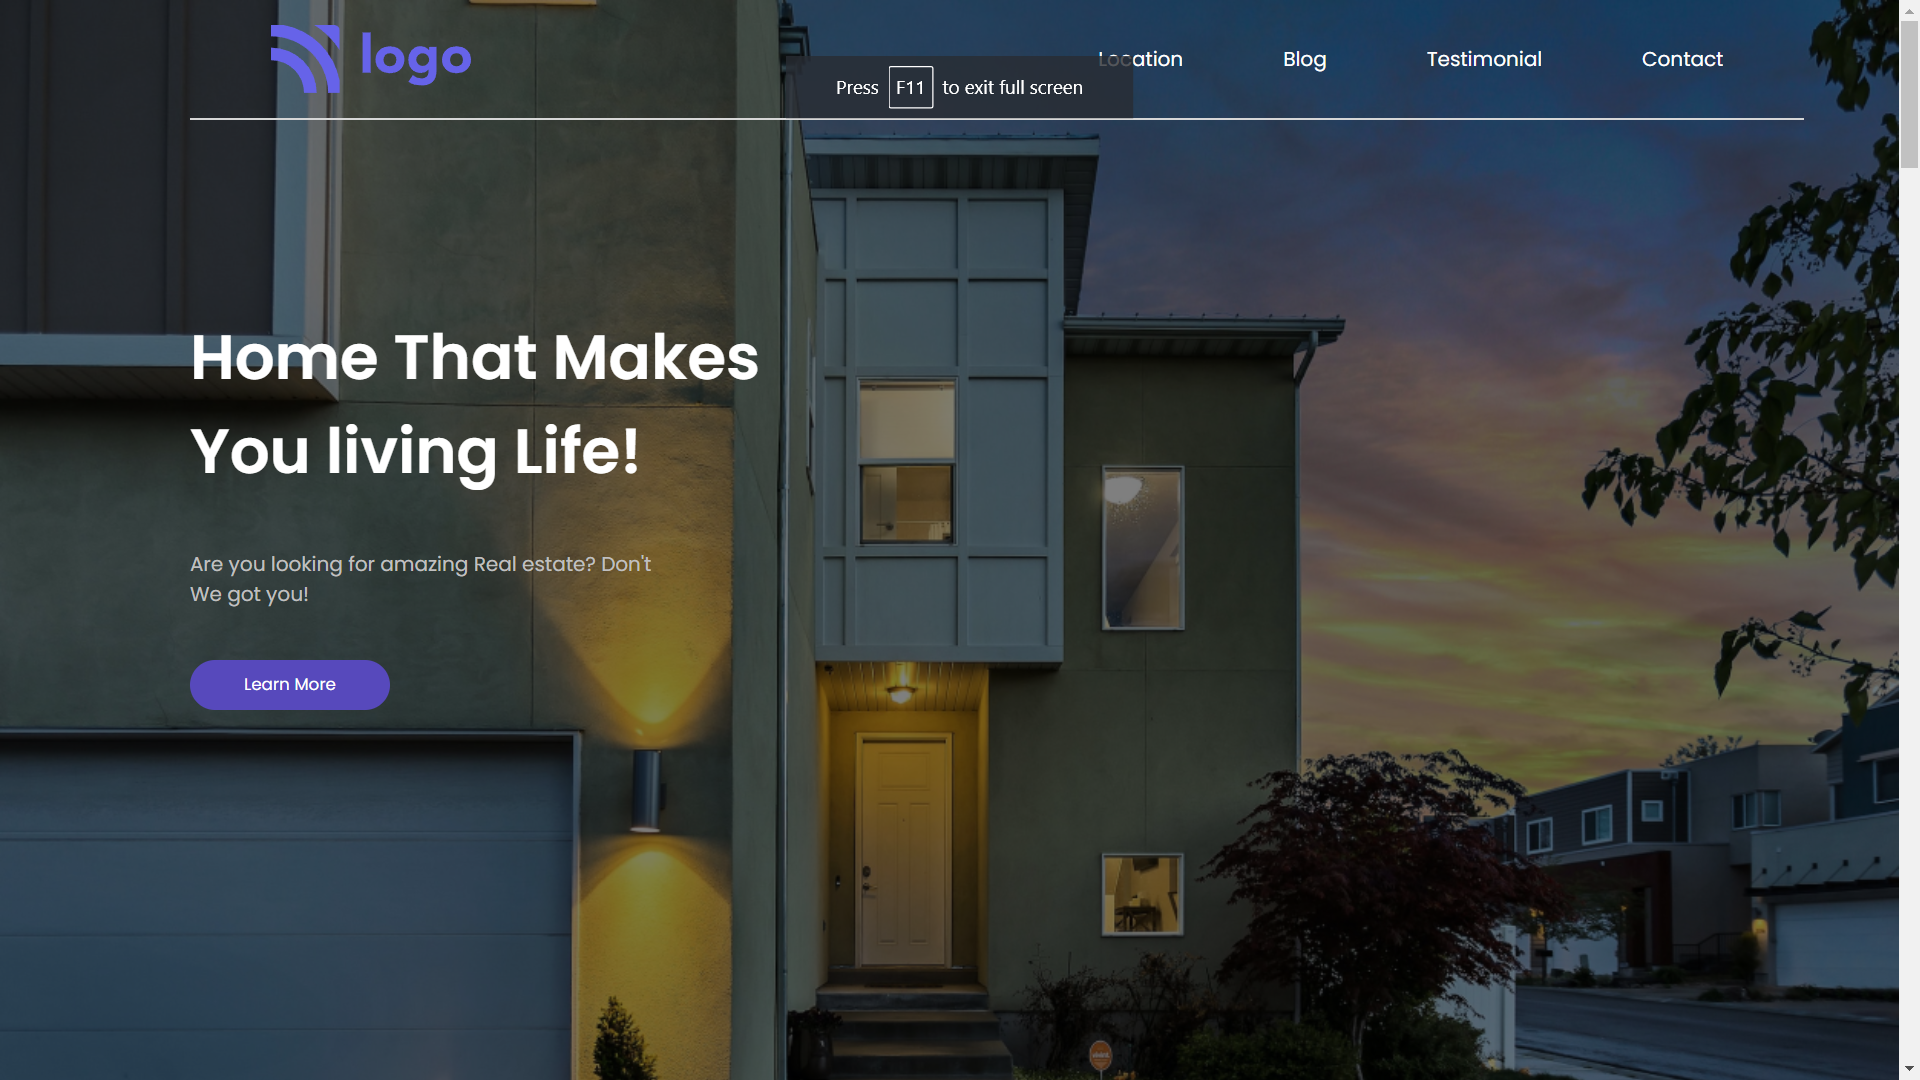 logo
Location
Blog
Testimonial
Contact
Press F11 to exit full screen
Home That Makes
You living Life!
Are you looking for amazing Real estate? Don't
We got you!
Learn More